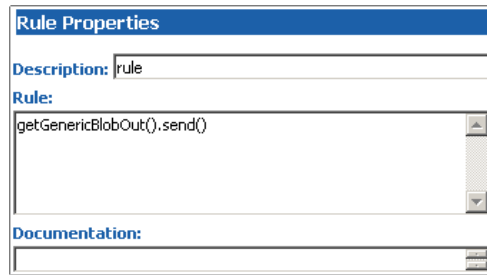 Rule Properties
Description: rule
Rule:
getGenericBlobOut().send()
Documentation: